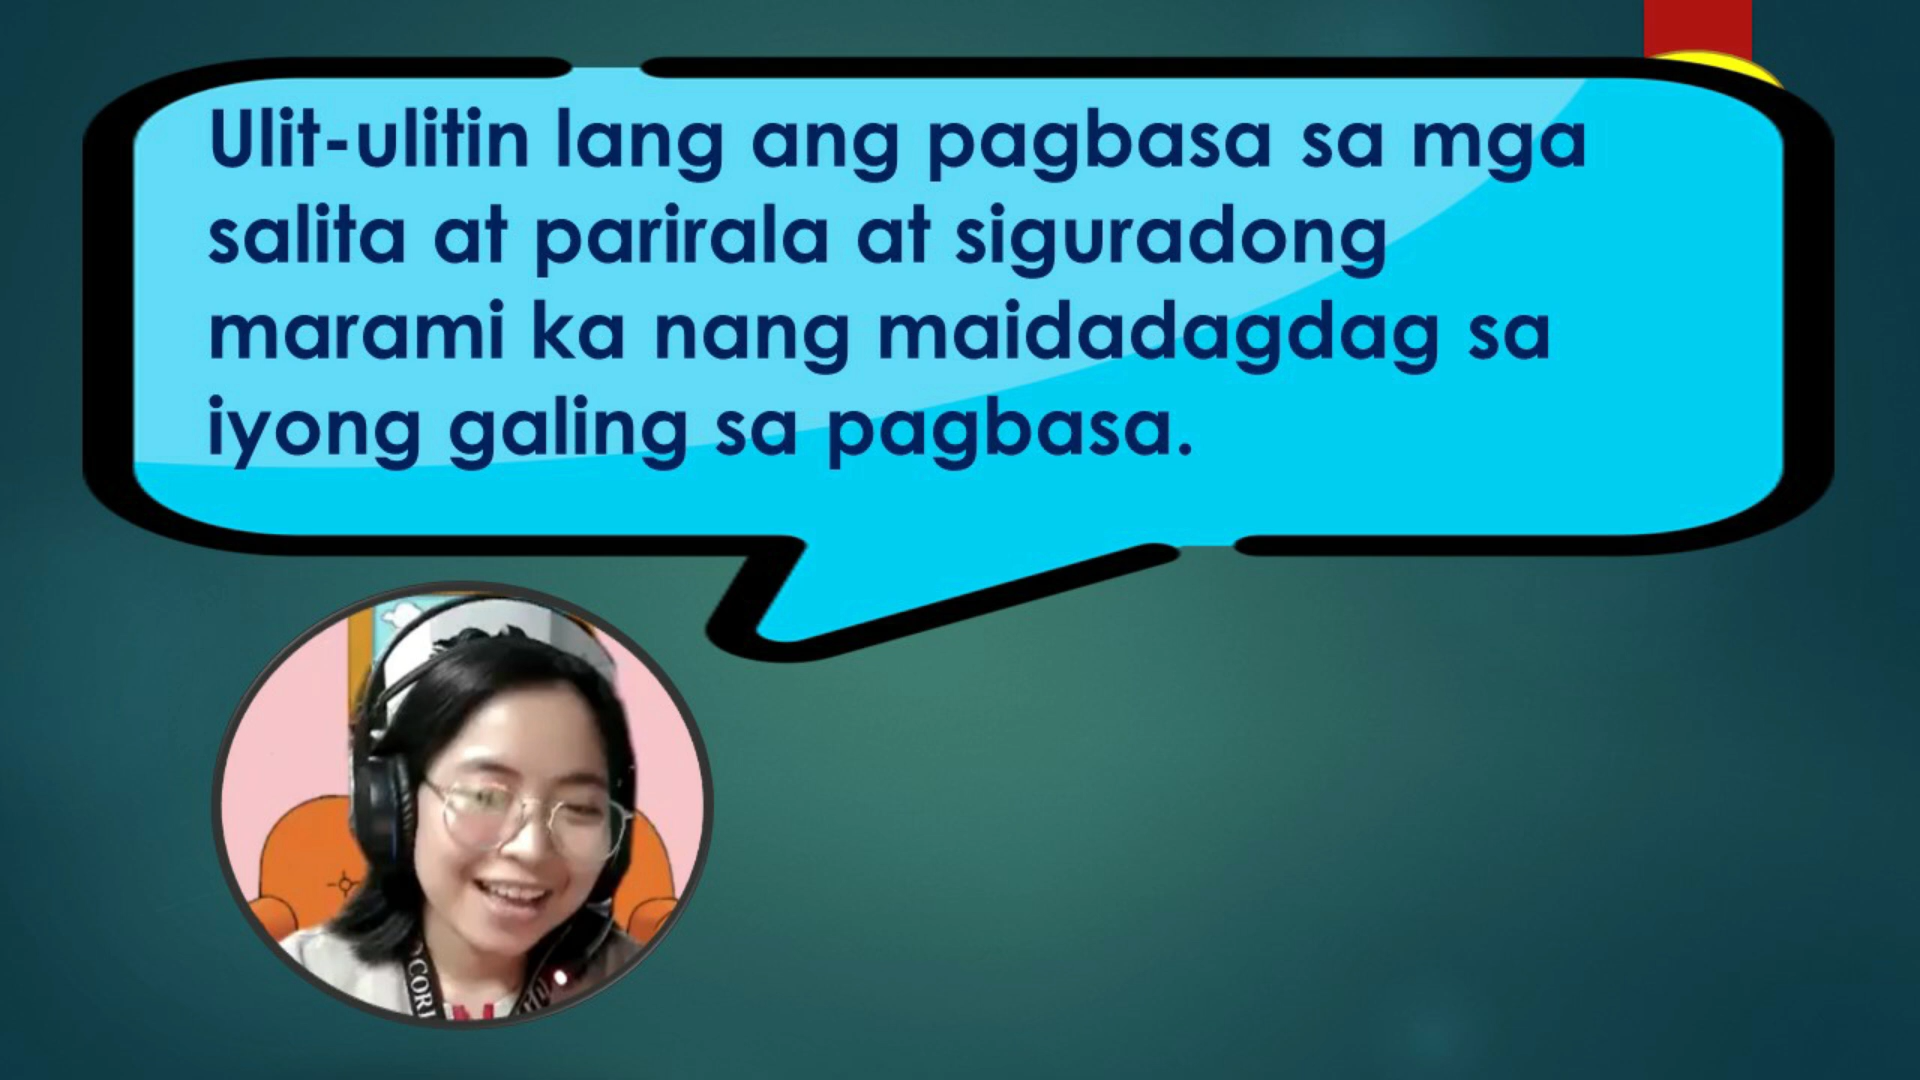 Ulit-ulitin lang ang pagbasa sa mga
salita at parirala at siguradong
marami ka nang maidadagdag sa
iyong galing sa pagbasa.